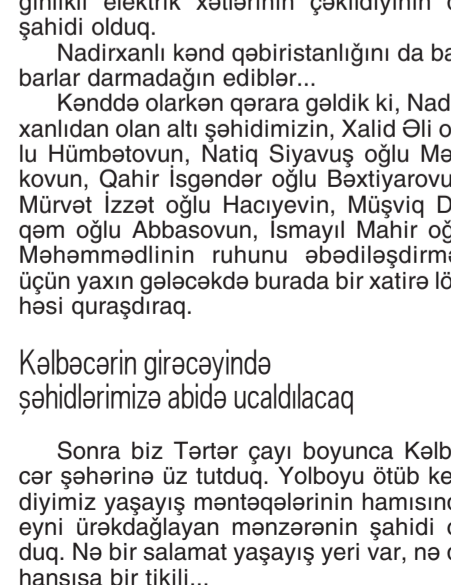 ginlikli elektrik xətlərinin çəkildiyinin
şahidi olduq.
Nadirxanlı kənd qəbiristanlığını da ba
barlar darmadağın ediblər...
Kənddə olarkən qərara gəldik ki, Nad
xanlıdan olan altı şəhidimizin, Xalid Əli o
lu Hümbətovun, Natiq Siyavuş oğlu Mə
kovun, Qahir İsgəndər oğlu Bəxtiyarovu
Mürvət İzzət oğlu Hacıyevin, Müşviq D
qəm oğlu Abbasovun, İsmayıl Mahir oğ
Məhəmmədlinin ruhunu əbədiləşdirmə
üçün yaxın gələcəkdə burada bir xatirə lö
həsi quraşdıraq.
Kəlbəcərin girəcəyində
şəhidlərimizə abidə ucaldılacaq
Sonra biz Tərtər çayı boyunca Kəlb
cər şəhərinə üz tutduq. Yolboyu ötüb ke
diyimiz yaşayış məntəqələrinin hamısınd
eyni ürəkdağlayan mənzərənin şahidi o
duq. Nə bir salamat yaşayış yeri var, nə
hansısa bir tikili...